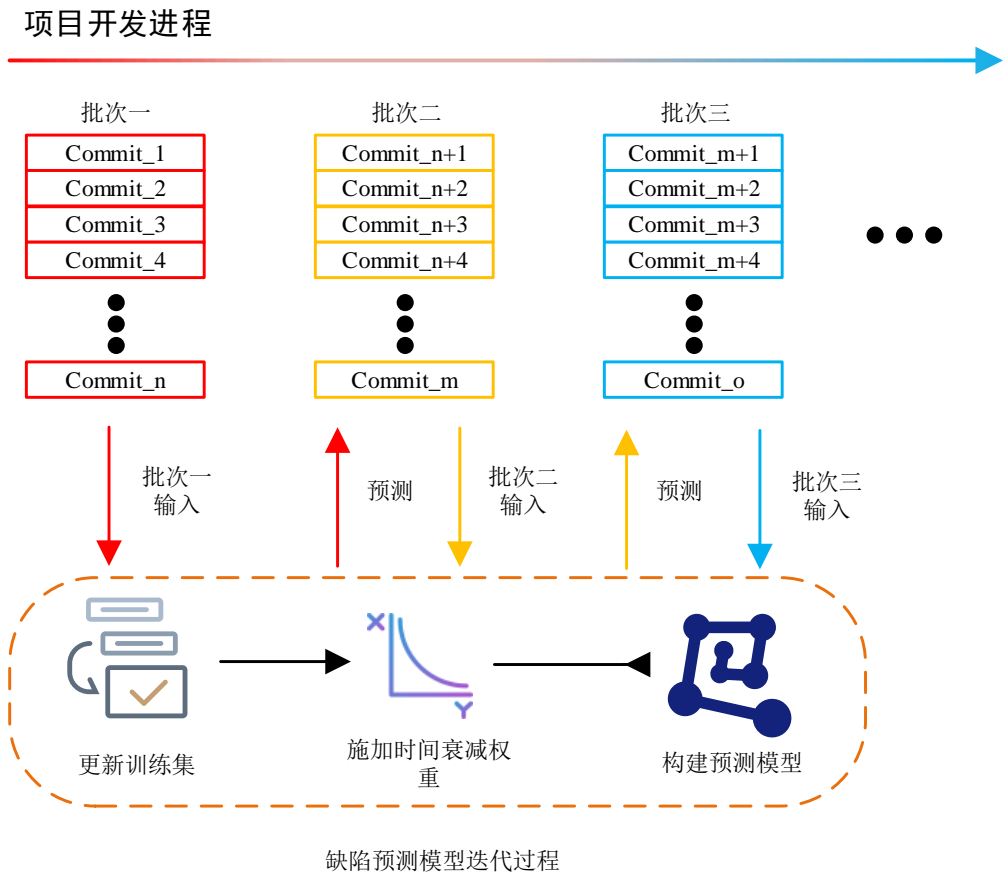 项目开发进程
批次一
批次二
批次三
Commit_1
Commit_n+1
Commit_m+1
Commit_2
Commit_n+2
Commit_m+2
Commit_3
Commit_n+3
Commit_m+3
Commit_4
Commit_n+4
Commit_m+4
Commit_n
Commit_m
Commit_o
批次一
输入
预测
批次二
输入
预测
批次三
输入
X
Y
更新训练集
施加时间衰减权
重
构建预测模型
缺陷预测模型迭代过程